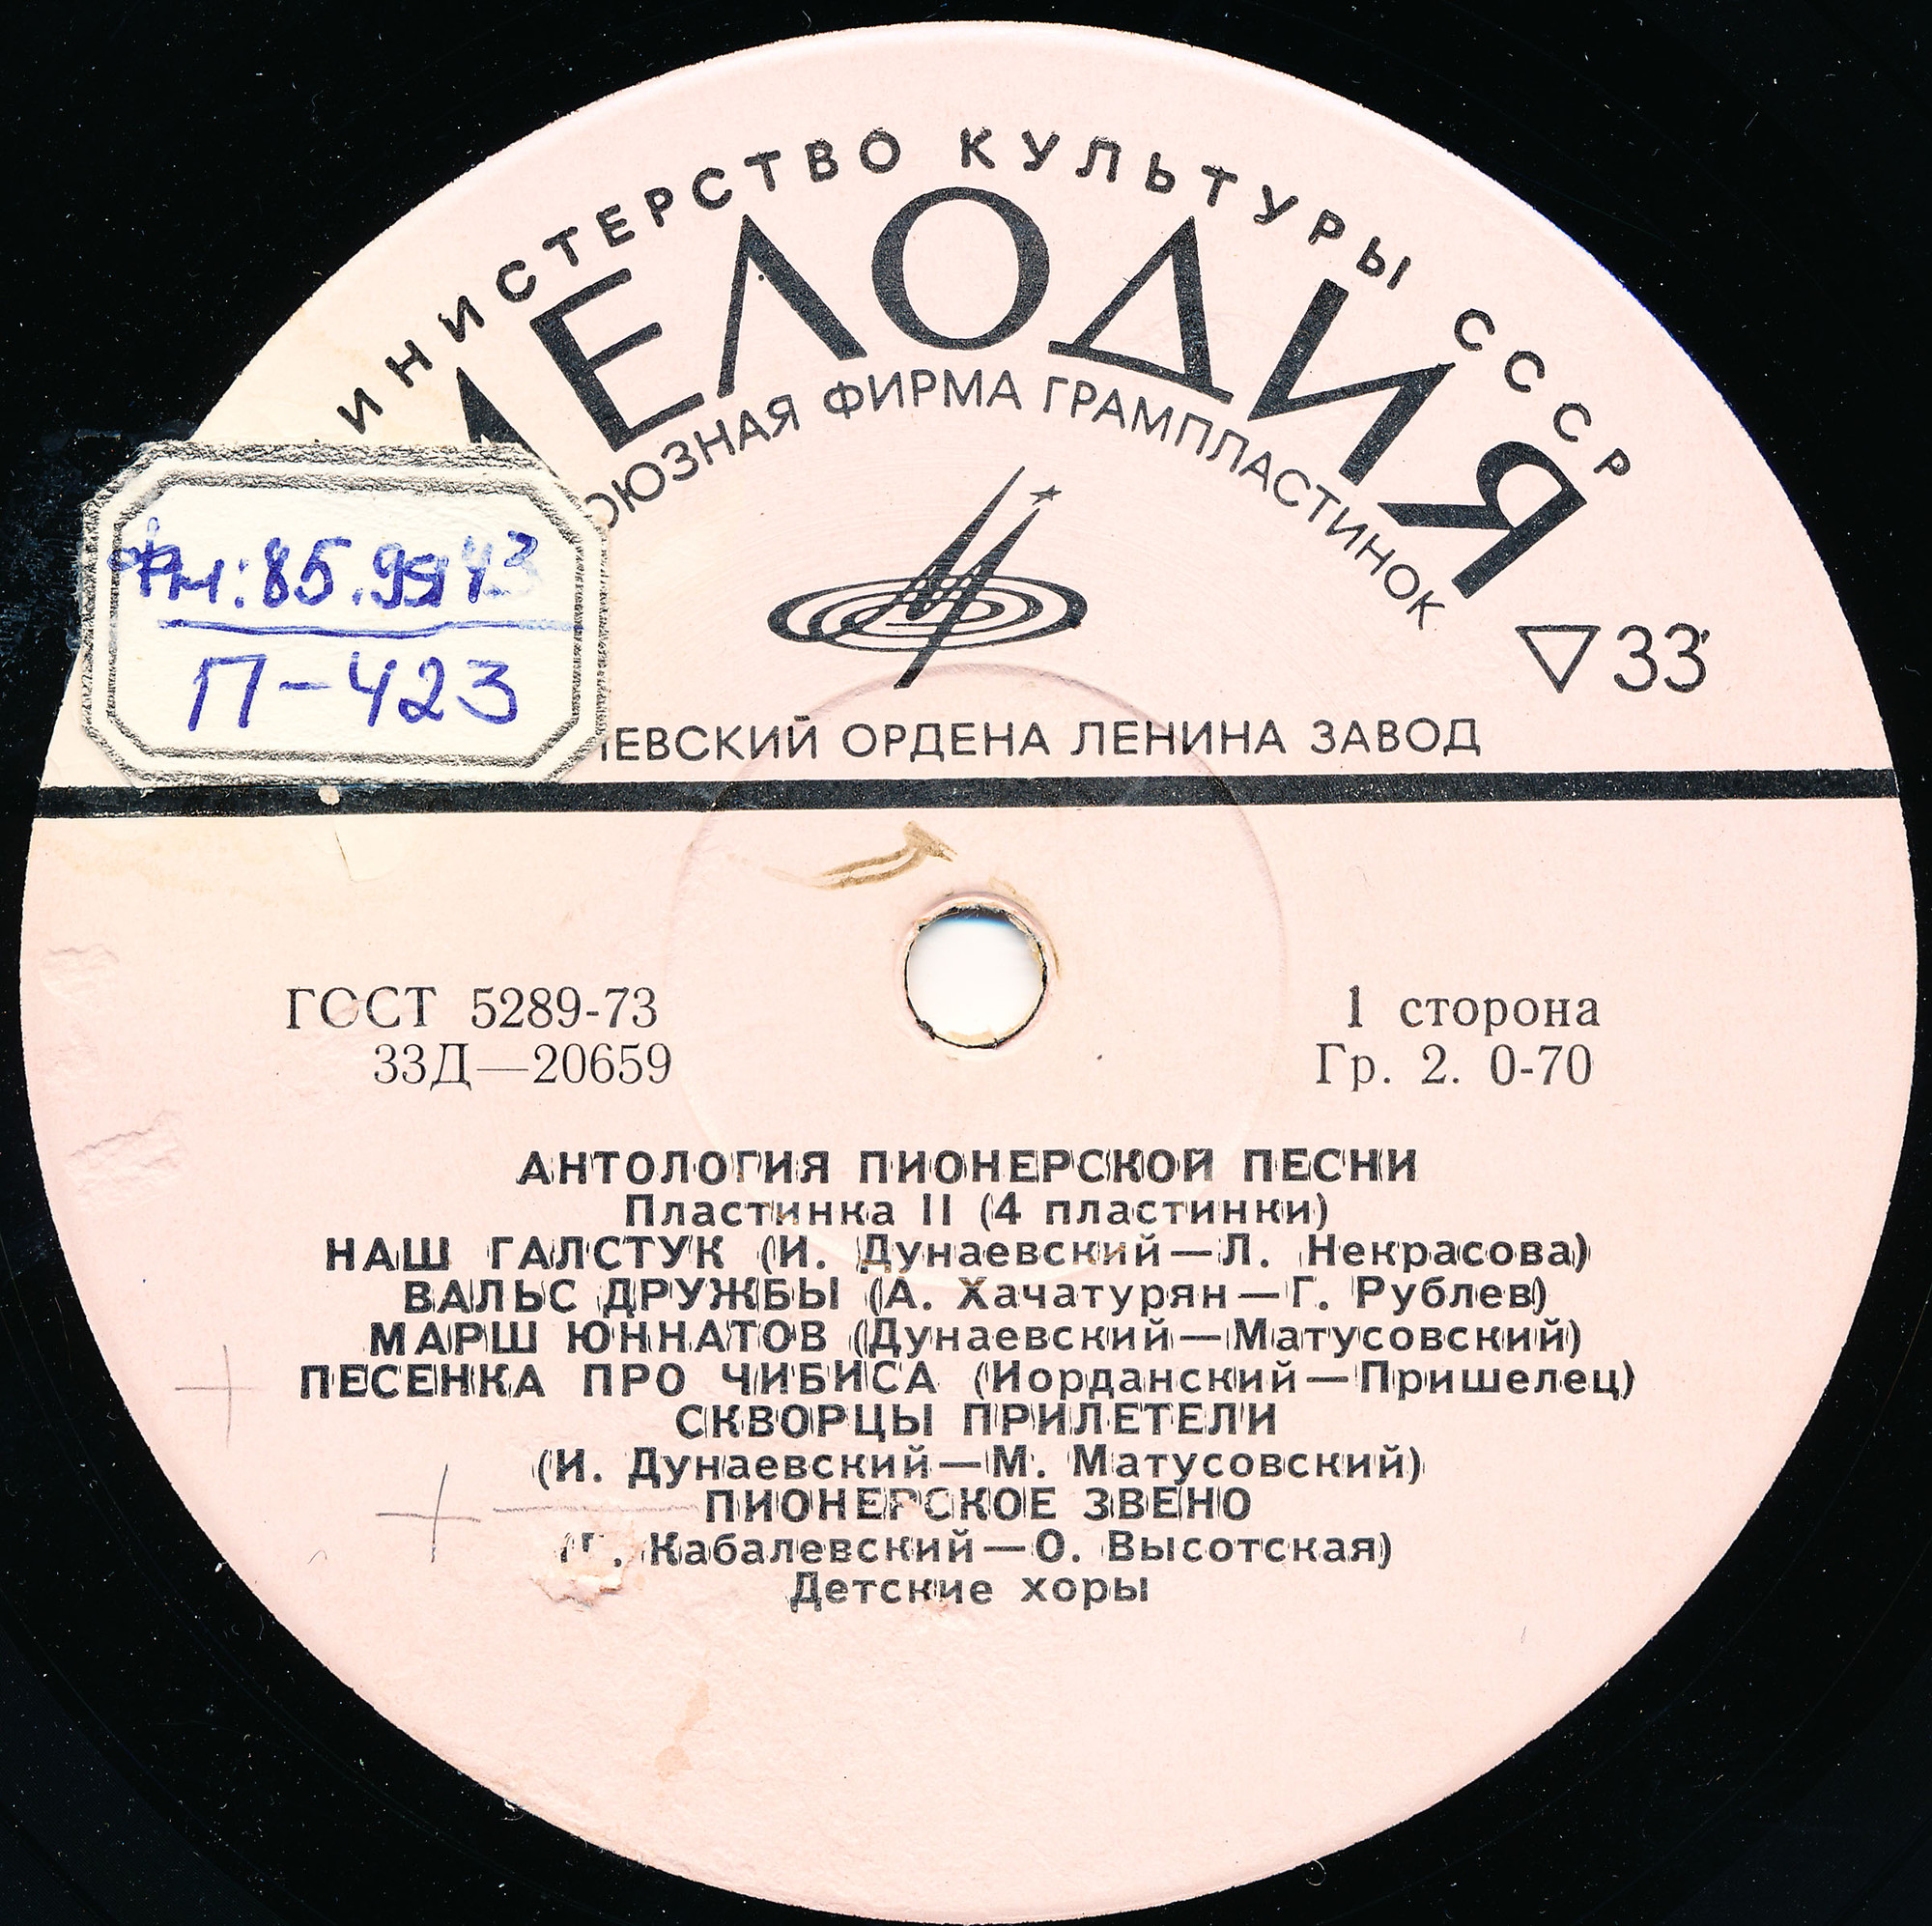 ИНИСТЕРСТВО КУЛЬТУРЫ СССР
ЕЛОДИЯ
ОЮЗНАЯ ФИРМА ГРАМПЛАСТИНОК
П-423
33
ЛЕВСКИЙ ОРДЕНА ЛЕНИНА ЗАВОД
ГОСТ 5289-73
1 сторона
33Д—20659
Гр. 2. 0-70
АНТОЛОГИЯ ПИОНЕРСКОЙ ПЕСНИ
Пластинка II (4 пластинки)
НАШ ГАЛСТУК (И. Дунаевский—Л. Некрасова)
ВАЛЬС ДРУЖБЫ (А. Хачатурян—Г. Рублев)
МАРШ ЮННАТОВ (Дунаевский—Матусовский)
ПЕСЕНКА ПРО ЧИБИСА (Иорданский—Пришелец)
СКВОРЦЫ ПРИЛЕТЕЛИ
(И. Дунаевский—М. Матусовский)
ПИОНЕРСКОЕ ЗВЕНО
Кабалевский—О. Высотская)
Детские хоры